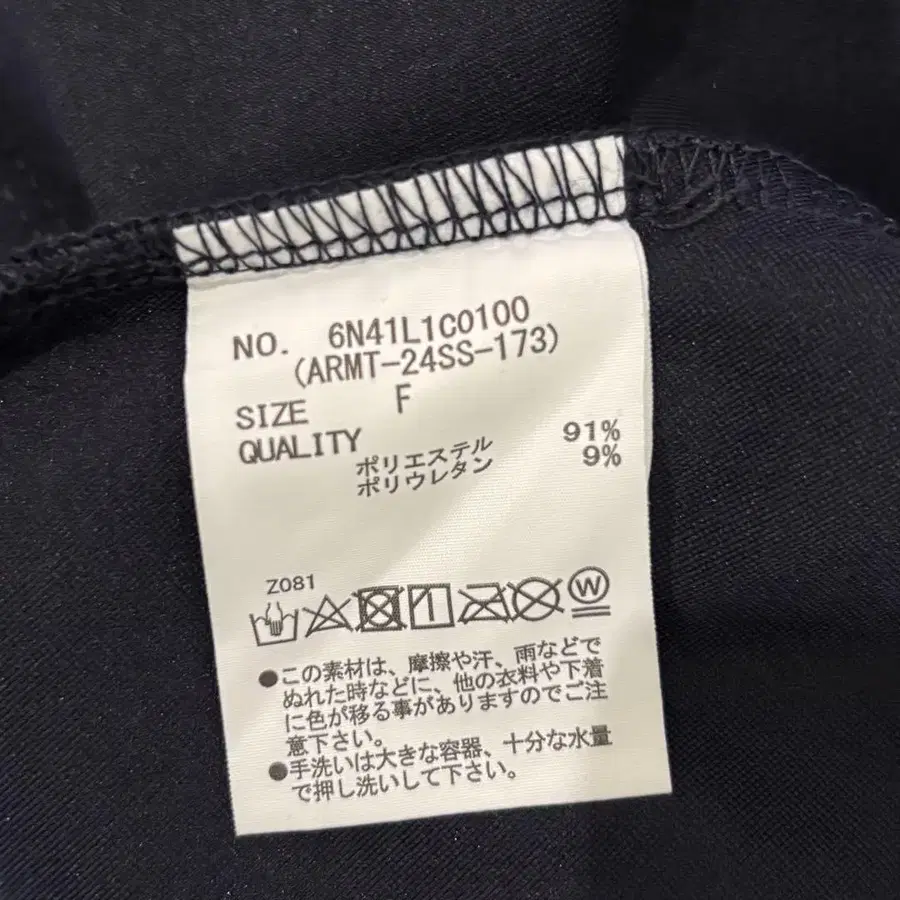 NO. 6N41L1C0100
(ARMT-24SS-173)
SIZE F
QUALITY
ポリエステル 91%
ポリウレタン 9%
Z081
W
●この素材は、摩擦や汗、雨などで
ぬれた時などに、他の衣料や下着
に色が移る事がありますのでご注
意下さい。
●手洗いは大きな容器、十分な水量
で押し洗いして下さい。